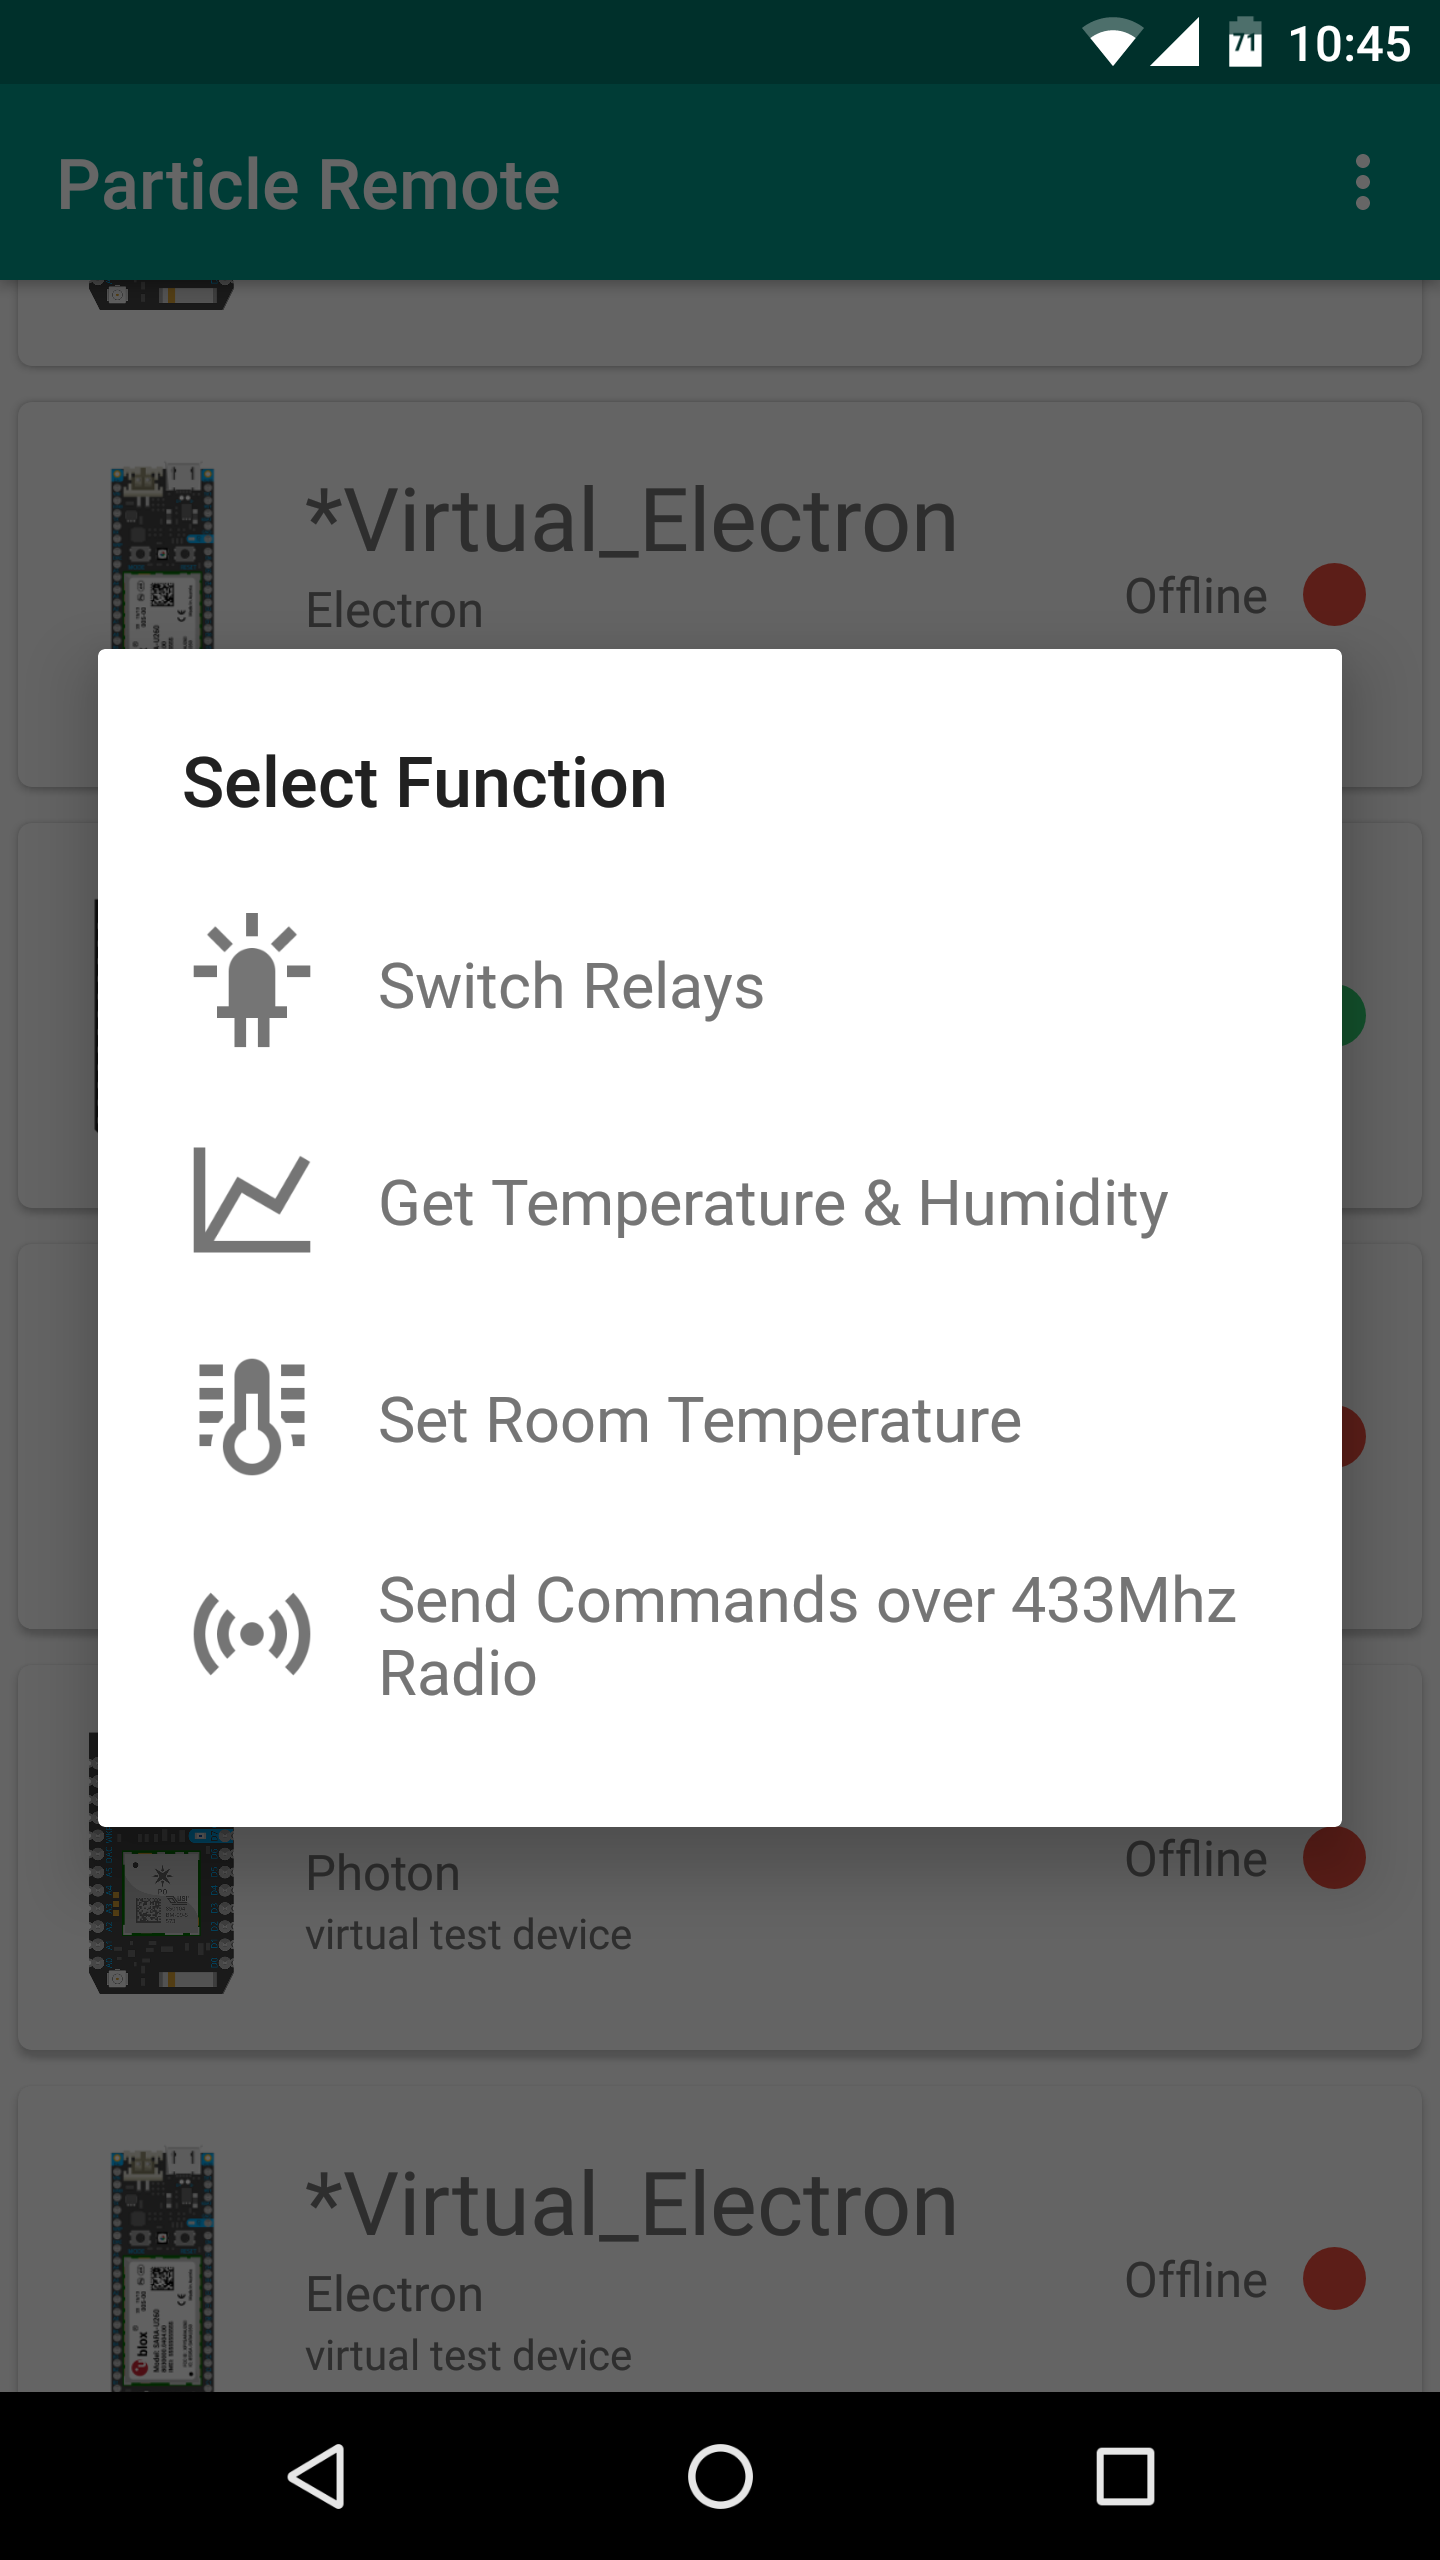 71
10:45
Particle Remote
*Virtual_Electron
Electron
Offline
Select Function
Switch Relays
Get Temperature & Humidity
Set Room Temperature
Send Commands over 433Mhz
Radio
Photon
Offline
virtual test device
*Virtual_Electron
Electron
Offline
virtual test device
blox